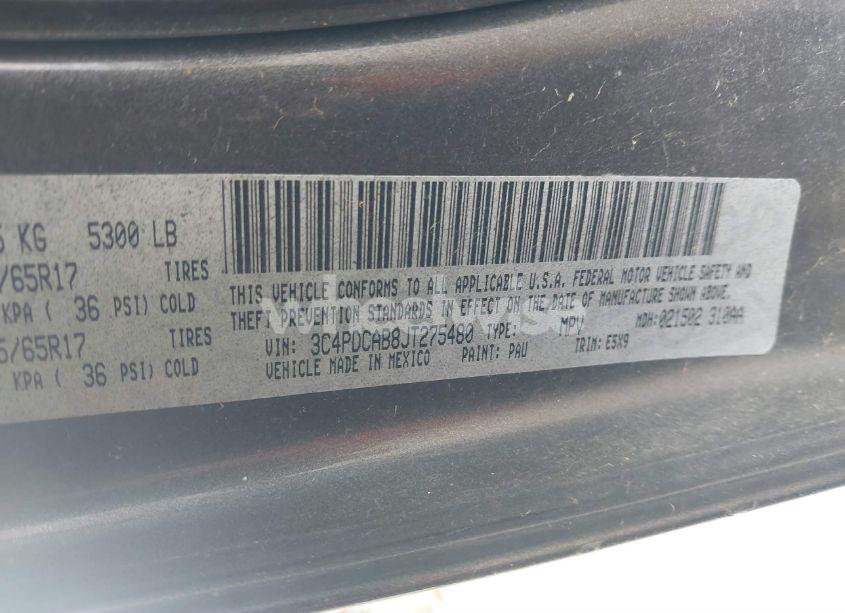 KG 5300 LB
/65R17 TIRES
KPA ( 36 PSI) COLD
/65R17 TIRES
KPA ( 36 PSI) COLD
THIS VEHICLE CONFORMS TO ALL APPLICABLE U.S.A. FEDERAL MOTOR VEHICLE SAFETY AND
THEFT PREVENTION STANDARDS IN EFFECT ON THE DATE OF MANUFACTURE SHOWN ABOVE.
VIN: 3C4PDCAB8JT275480 TYPE: MPV MDH: 021502 310AA
VEHICLE MADE IN MEXICO PAINT: PAU TRIM: E5X9